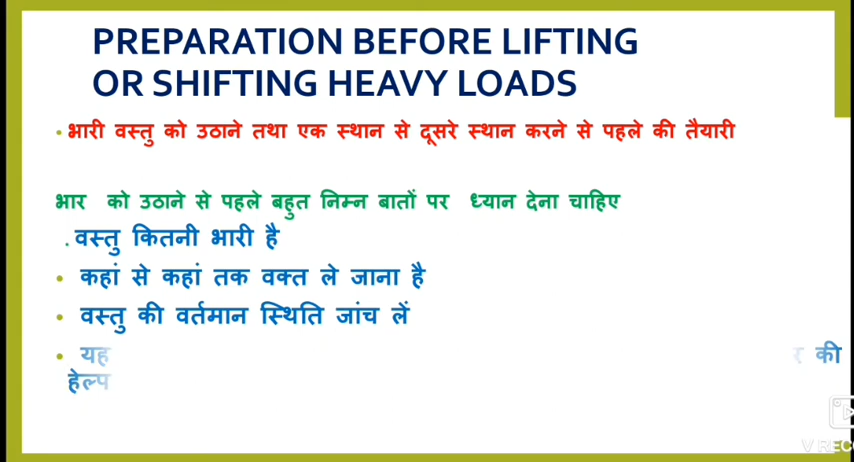 PREPARATION BEFORE LIFTING
OR SHIFTING HEAVY LOADS
• भारी वस्तु को उठाने तथा एक स्थान से दूसरे स्थान करने से पहले की तैयारी
भार को उठाने से पहले बहुत निम्न बातों पर ध्यान देना चाहिए
. वस्तु कितनी भारी है
• कहां से कहां तक वक्त ले जाना है
• वस्तु की वर्तमान स्थिति जांच लें
• यह की
हेल्प
V REC